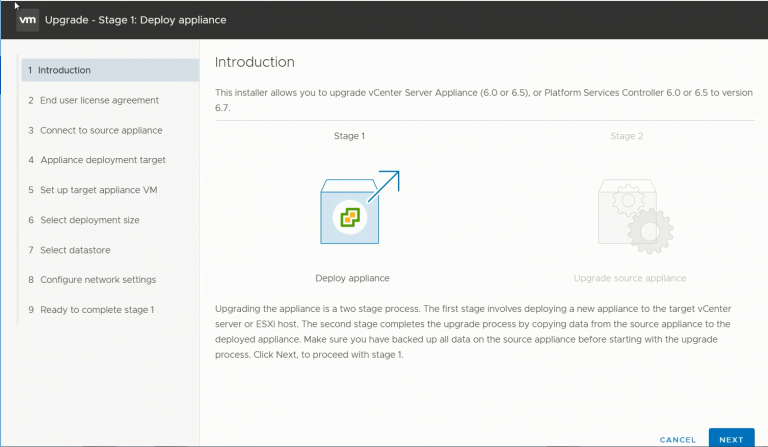 vm Upgrade - Stage 1: Deploy appliance
1 Introduction
2 End user license agreement
3 Connect to source appliance
4 Appliance deployment target
5 Set up target appliance VM
6 Select deployment size
7 Select datastore
8 Configure network settings
9 Ready to complete stage 1
Introduction
This installer allows you to upgrade vCenter Server Appliance (6.0 or 6.5), or Platform Services Controller 6.0 or 6.5 to version
6.7.
Stage 1
Stage 2
Deploy appliance
Upgrade source appliance
Upgrading the appliance is a two stage process. The first stage involves deploying a new appliance to the target vCenter
server or ESXi host. The second stage completes the upgrade process by copying data from the source appliance to the
deployed appliance. Make sure you have backed up all data on the source appliance before starting with the upgrade
process. Click Next, to proceed with stage 1.
CANCEL
NEXT